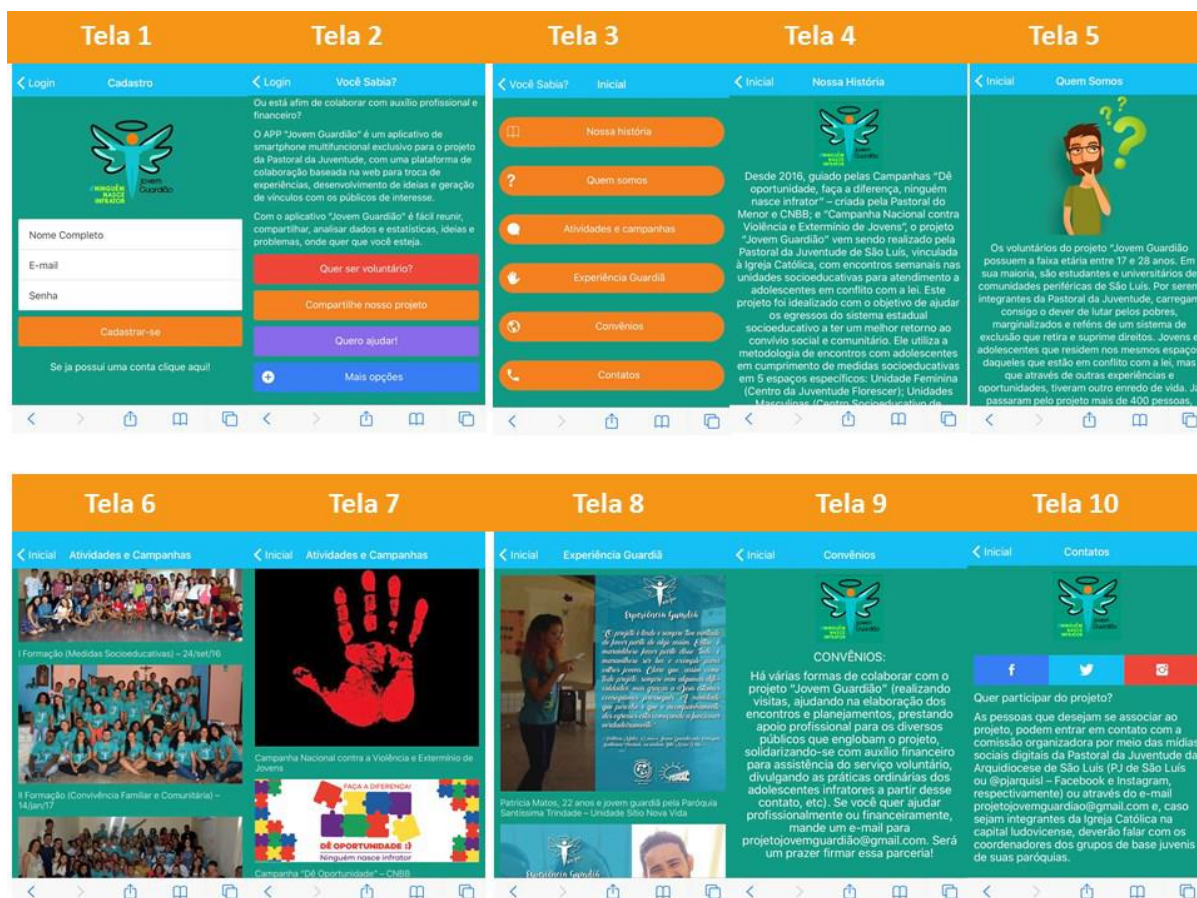 Tela 1
Login Cadastro
#NINGUÉM
NASCE
INFRATOR
Jovem
Guardião
Nome Completo
E-mail
Senha
Cadastrar-se
Se ja possui uma conta clique aqui!
Tela 2
Login Você Sabia?
Ou está afim de colaborar com auxílio profissional e
financeiro?
O APP "Jovem Guardião" é um aplicativo de
smartphone multifuncional exclusivo para o projeto
da Pastoral da Juventude, com uma plataforma de
colaboração baseada na web para troca de
experiências, desenvolvimento de ideias e geração
de vínculos com os públicos de interesse.
Com o aplicativo "Jovem Guardião" é fácil reunir,
compartilhar, analisar dados e estatísticas, ideias e
problemas, onde quer que você esteja.
Quer ser voluntário?
Compartilhe nosso projeto
Quero ajudar!
Mais opções
Tela 3
Você Sabia? Inicial
Nossa história
Quem somos
Atividades e campanhas
Experiência Guardiã
Convênios
Contatos
Tela 4
Inicial Nossa História
Jovem
Guardião
Desde 2016, guiado pelas Campanhas "Dê
oportunidade, faça a diferença, ninguém
nasce infrator" – criada pela Pastoral do
Menor e CNBB; e "Campanha Nacional contra
Violência e Extermínio de Jovens", o projeto
"Jovem Guardião" vem sendo realizado pela
Pastoral da Juventude de São Luís, vinculada
à Igreja Católica, com encontros semanais nas
unidades socioeducativas para atendimento a
adolescentes em conflito com a lei. Este
projeto foi idealizado com o objetivo de ajudar
os egressos do sistema estadual
socioeducativo a ter um melhor retorno ao
convívio social e comunitário. Ele utiliza a
metodologia de encontros com adolescentes
em cumprimento de medidas socioeducativas
em 5 espaços específicos: Unidade Feminina
(Centro da Juventude Florescer); Unidades
Masculinas (Centro Socioeducativo de
Tela 5
Inicial Quem Somos
Os voluntários do projeto "Jovem Guardião
possuem a faixa etária entre 17 e 28 anos. Em
sua maioria, são estudantes e universitários de
comunidades periféricas de São Luís. Por serem
integrantes da Pastoral da Juventude, carregam
consigo o dever de lutar pelos pobres,
marginalizados e reféns de um sistema de
exclusão que retira e suprime direitos. Jovens e
adolescentes que residem nos mesmos espaços
daqueles que estão em conflito com a lei, mas
que através de outras experiências e
oportunidades, tiveram outro enredo de vida. Já
passaram pelo projeto mais de 400 pessoas,
Tela 6
Inicial Atividades e Campanhas
I Formação (Medidas Socioeducativas) – 24/set/16
II Formação (Convivência Familiar e Comunitária) –
14/jan/17
Tela 7
Inicial Atividades e Campanhas
Campanha Nacional contra a Violência e Extermínio de
Jovens
FAÇA A DIFERENÇA!
DÊ OPORTUNIDADE :)
Ninguém nasce infrator
Campanha "Dê Oportunidade" – CNBB
Tela 8
Inicial Experiência Guardiã
Experiência Guardiã
Patrícia Matos, 22 anos e jovem guardiã pela Paróquia
Santíssima Trindade – Unidade Sítio Nova Vida
Experiência Guardiã
Tela 9
Inicial Convênios
CONVÊNIOS:
Há várias formas de colaborar com o
projeto "Jovem Guardião" (realizando
visitas, ajudando na elaboração dos
encontros e planejamentos, prestando
apoio profissional para os diversos
públicos que englobam o projeto,
solidarizando-se com auxílio financeiro
para assistência do serviço voluntário,
divulgando as práticas ordinárias dos
adolescentes infratores a partir desse
contato, etc). Se você quer ajudar
profissionalmente ou financeiramente,
mande um e-mail para
projetojovemguardião@gmail.com. Será
um prazer firmar essa parceria!
Tela 10
Inicial Contatos
Quer participar do projeto?
As pessoas que desejam se associar ao
projeto, podem entrar em contato com a
comissão organizadora por meio das mídias
sociais digitais da Pastoral da Juventude da
Arquidiocese de São Luís (PJ de São Luís
ou @pjarquisl – Facebook e Instagram,
respectivamente) ou através do e-mail
projetojovemguardiao@gmail.com e, caso
sejam integrantes da Igreja Católica na
capital ludovicense, deverão falar com os
coordenadores dos grupos de base juvenis
de suas paróquias.